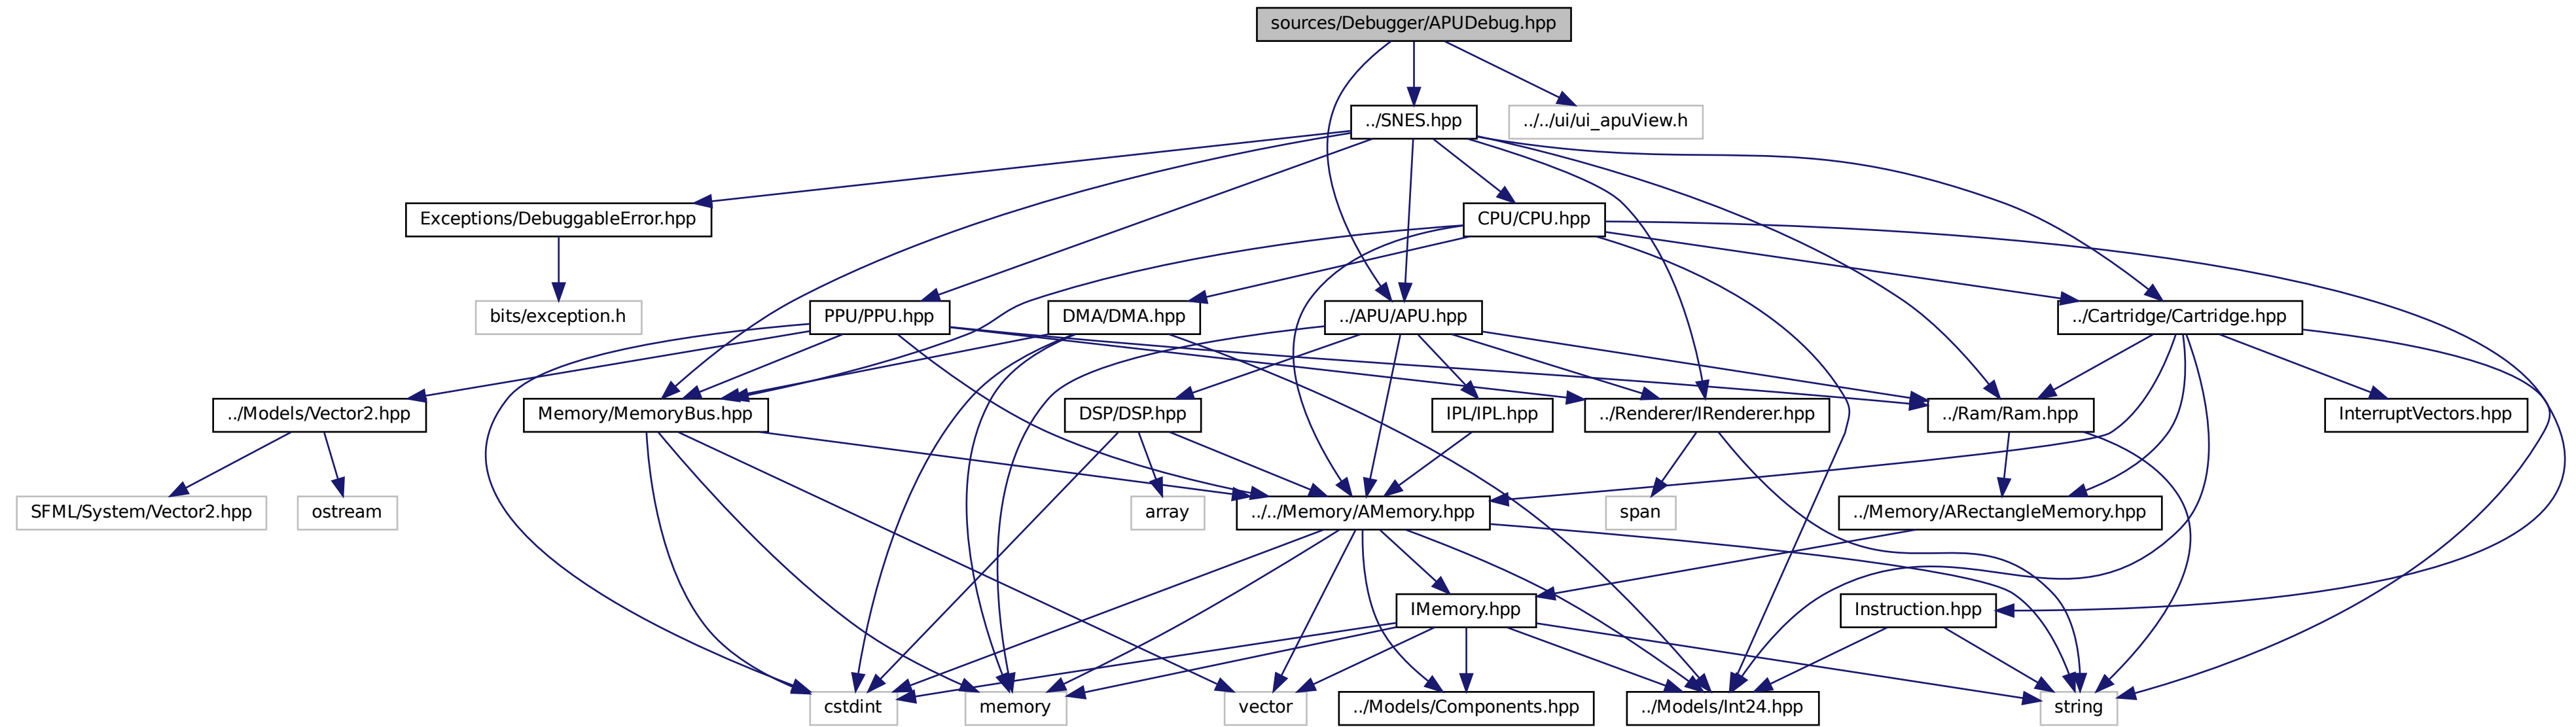 sources/Debugger/APUDebug.hpp
../SNES.hpp
../../ui/ui_apuView.h
Exceptions/DebuggableError.hpp
CPU/CPU.hpp
bits/exception.h
PPU/PPU.hpp
DMA/DMA.hpp
../APU/APU.hpp
../Cartridge/Cartridge.hpp
../Models/Vector2.hpp
Memory/MemoryBus.hpp
DSP/DSP.hpp
IPL/IPL.hpp
../Renderer/IRenderer.hpp
../Ram/Ram.hpp
InterruptVectors.hpp
SFML/System/Vector2.hpp
ostream
array
../../Memory/AMemory.hpp
span
../Memory/ARectangleMemory.hpp
IMemory.hpp
Instruction.hpp
cstdint
memory
vector
../Models/Components.hpp
../Models/Int24.hpp
string